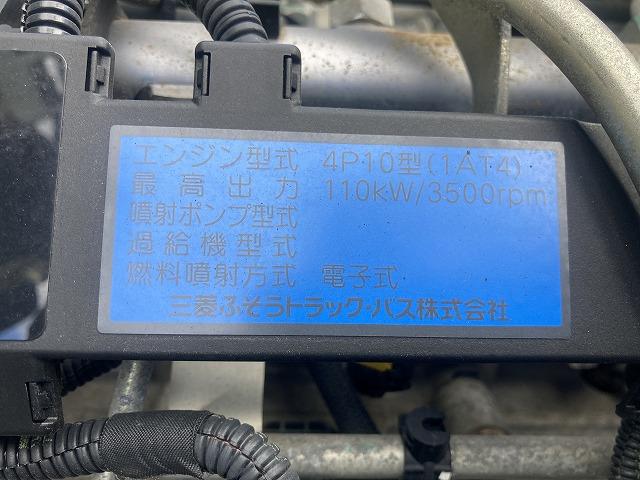 エンジン型式 4P10型(1AT4)
最高出力 110kW/3500rpm
噴射ポンプ型式
過給機型式
燃料噴射方式 電子式
三菱ふそうトラック・バス株式会社